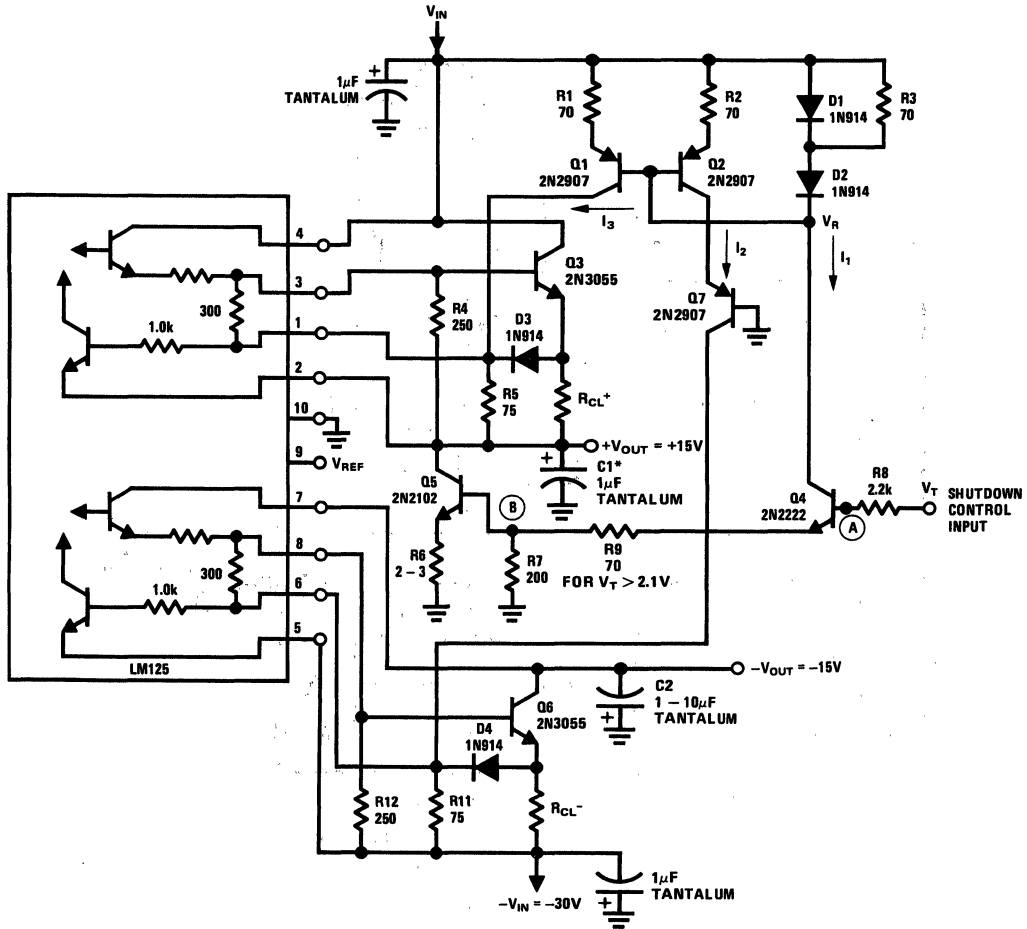 V_IN
1μF
TANTALUM
R1
70
R2
70
D1
1N914
R3
70
Q1
2N2907
Q2
2N2907
D2
1N914
I3
V_R
I2
I1
4
3
300
1.0k
1
2
10
9
V_REF
7
8
300
1.0k
6
5
LM125
Q3
2N3055
R4
250
D3
1N914
R5
75
R_CL+
Q7
2N2907
+V_OUT = +15V
C1*
1μF
TANTALUM
Q5
2N2102
B
R6
2 – 3
R7
200
R9
70
FOR V_T > 2.1V
Q4
2N2222
A
R8
2.2k
V_T
SHUTDOWN
CONTROL
INPUT
–V_OUT = –15V
C2
1 – 10μF
TANTALUM
Q6
2N3055
D4
1N914
R12
250
R11
75
R_CL–
–V_IN = –30V
1μF
TANTALUM